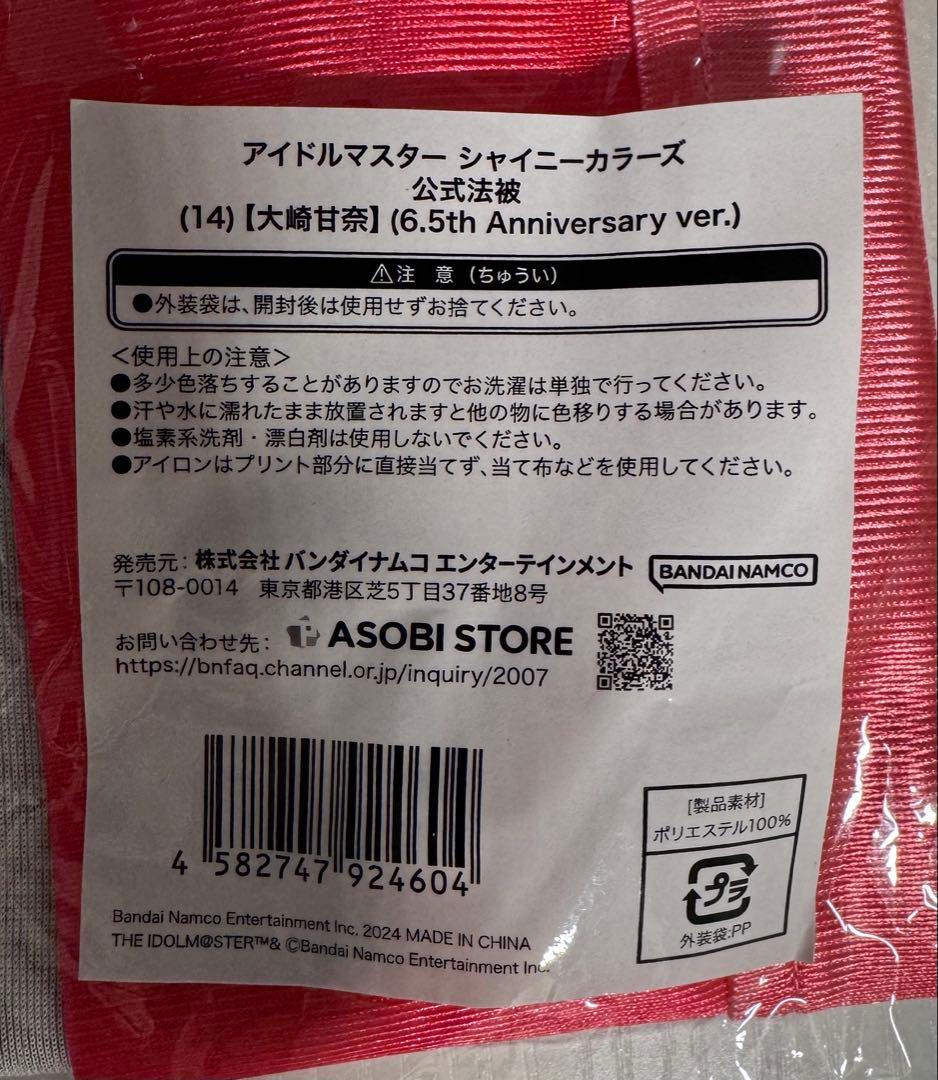 アイドルマスター シャイニーカラーズ
公式法被
(14)【大崎甘奈】(6.5th Anniversary ver.)
⚠注 意（ちゅうい）
●外装袋は、開封後は使用せずお捨てください。
＜使用上の注意＞
●多少色落ちすることがありますのでお洗濯は単独で行ってください。
●汗や水に濡れたまま放置されますと他の物に色移りする場合があります。
●塩素系洗剤・漂白剤は使用しないでください。
●アイロンはプリント部分に直接当てず、当て布などを使用してください。
発売元：株式会社 バンダイナムコ エンターテインメント
BANDAI NAMCO
〒108-0014 東京都港区芝5丁目37番地8号
お問い合わせ先： ASOBI STORE
https://bnfaq.channel.or.jp/inquiry/2007
4 582747 924604
[製品素材]
ポリエステル100%
プラ
外装袋:PP
Bandai Namco Entertainment Inc. 2024 MADE IN CHINA
THE IDOLM@STER™& ©Bandai Namco Entertainment Inc.